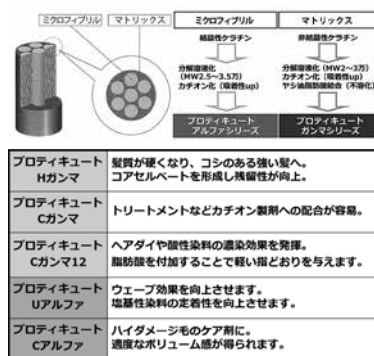 ミクロフィブリル
マトリックス
ミクロフィブリル
結晶性ケラチン
分解溶液化
(MW2.5～3.5万)
カチオン化（吸着性up）
プロティキュート
アルファシリーズ
マトリックス
非結晶性ケラチン
分解溶液化（MW2～3万）
カチオン化（吸着性up）
ヤシ油脂肪酸結合（不溶化）
プロティキュート
ガンマシリーズ
プロティキュート
Hガンマ
髪質が硬くなり、コシのある強い髪へ。
コアセルベートを形成し残留性が向上。
プロティキュート
Cガンマ
トリートメントなどカチオン製剤への配合が容易。
プロティキュート
Cガンマ12
ヘアダイや酸性染料の濃染効果を発揮。
脂肪酸を付加することで軽い指どおりを与えます。
プロティキュート
Uアルファ
ウェーブ効果を向上させます。
塩基性染料の定着性を向上させます。
プロティキュート
Cアルファ
ハイダメージ毛のケア剤に。
適度なボリューム感が得られます。